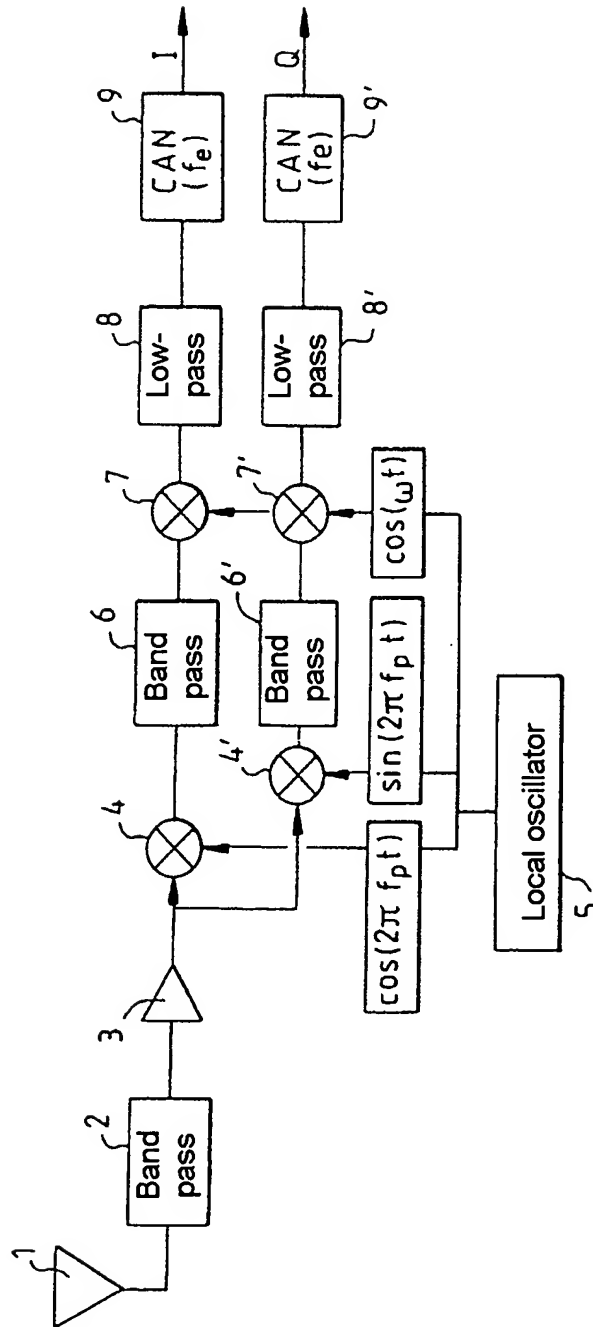 1
2
Band
pass
3
4
Band
pass
6
7
Low-
pass
8
CAN
(fe)
9
I
4'
Band
pass
6'
7'
Low-
pass
8'
CAN
(fe)
9'
Q
cos(2π fp t)
sin(2π fp t)
cos(ωt)
Local oscillator
5